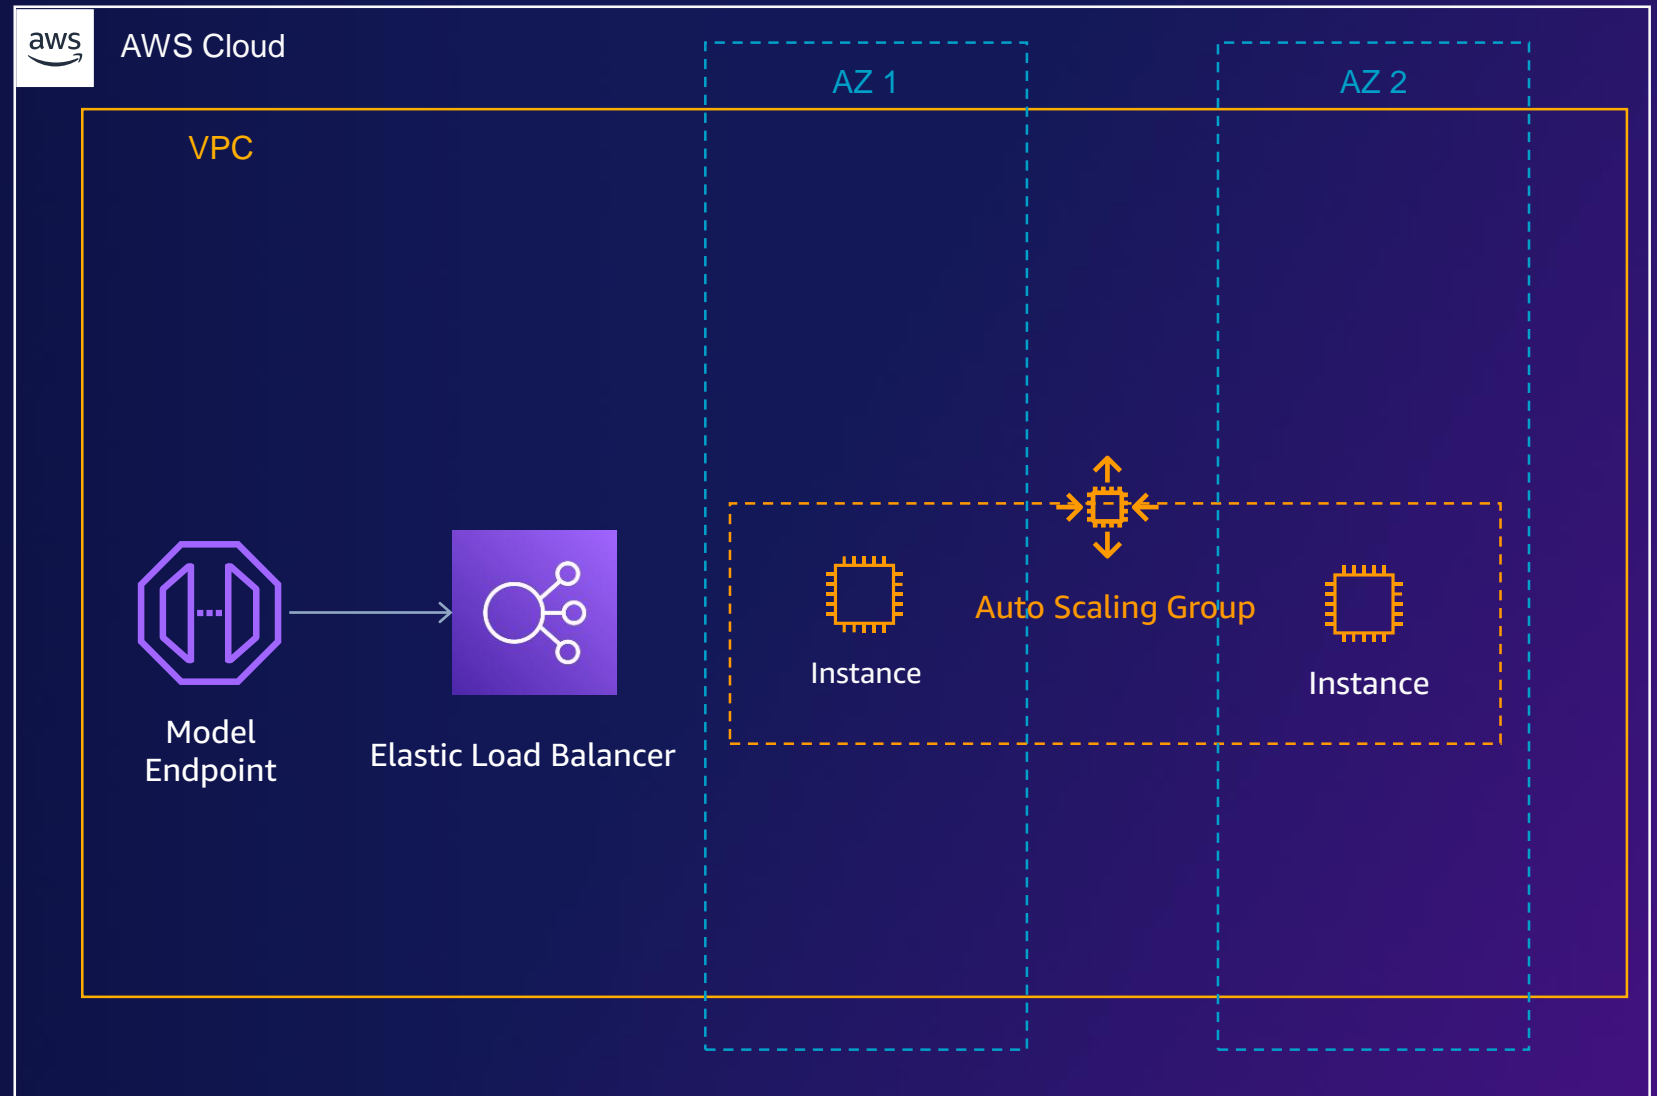 aws
AWS Cloud
AZ 1
AZ 2
VPC
Auto Scaling Group
Instance
Instance
Model
Endpoint
Elastic Load Balancer